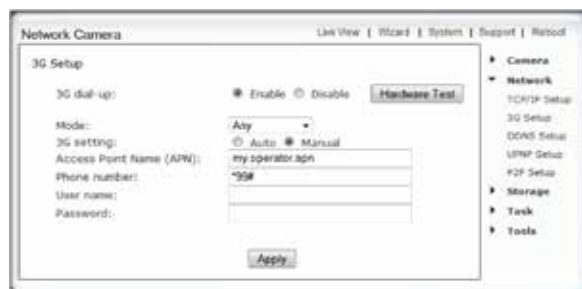 Network Camera
Live View | Wizard | System | Support | Reboot
3G Setup
3G dial-up: Enable Disable Hardware Test
Mode: Any
3G setting: Auto Manual
Access Point Name (APN): my.operator.apn
Phone number: *99#
User name:
Password:
Apply
Camera
Network
TCP/IP Setup
3G Setup
DDNS Setup
UPNP Setup
P2P Setup
Storage
Task
Tools